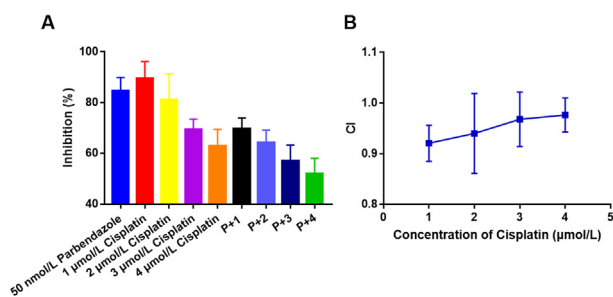 A
Inhibition (%)
100
80
60
40
50 nmol/L Parbendazole
1 μmol/L Cisplatin
2 μmol/L Cisplatin
3 μmol/L Cisplatin
4 μmol/L Cisplatin
P+1
P+2
P+3
P+4
B
CI
1.1
1.0
0.9
0.8
0 1 2 3 4 5
Concentration of Cisplatin (μmol/L)